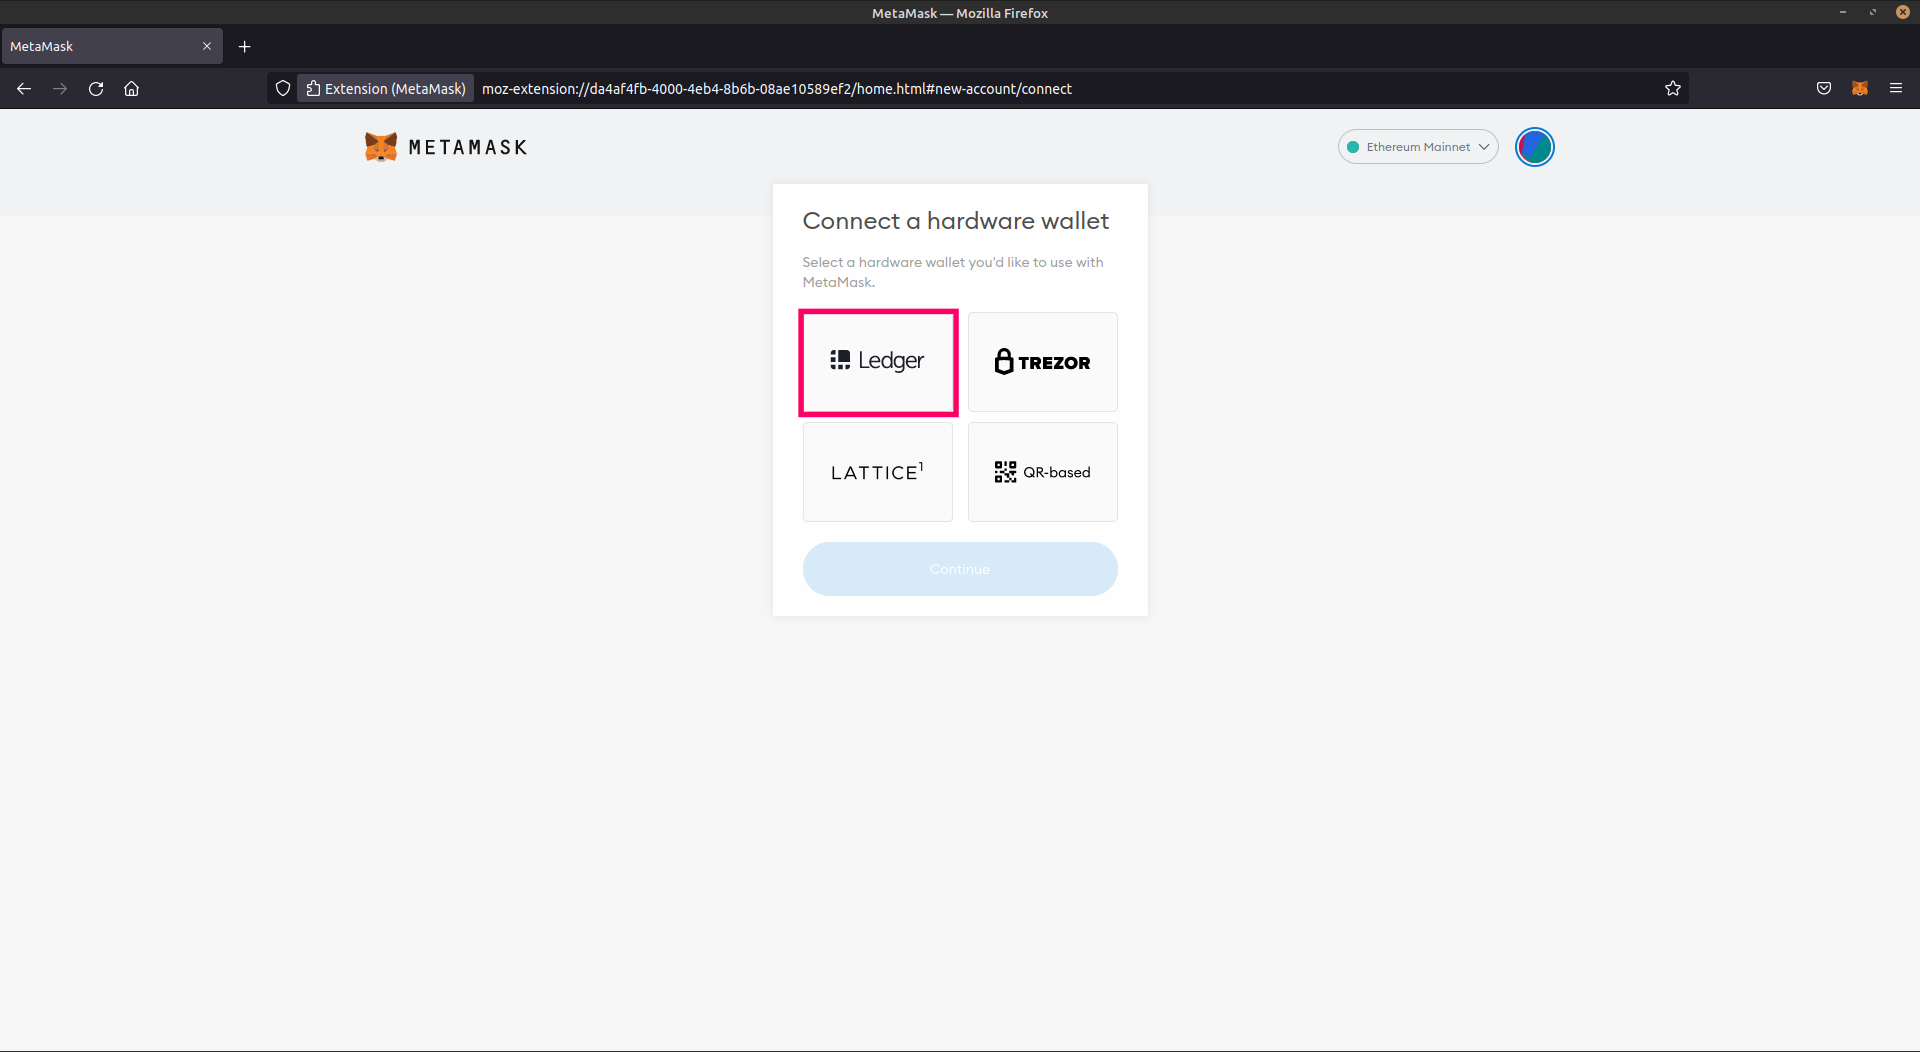 MetaMask — Mozilla Firefox
MetaMask
Extension (MetaMask) moz-extension://da4af4fb-4000-4eb4-8b6b-08ae10589ef2/home.html#new-account/connect
METAMASK
Ethereum Mainnet
Connect a hardware wallet
Select a hardware wallet you'd like to use with
MetaMask.
Ledger
TREZOR
LATTICE1
QR-based
Continue